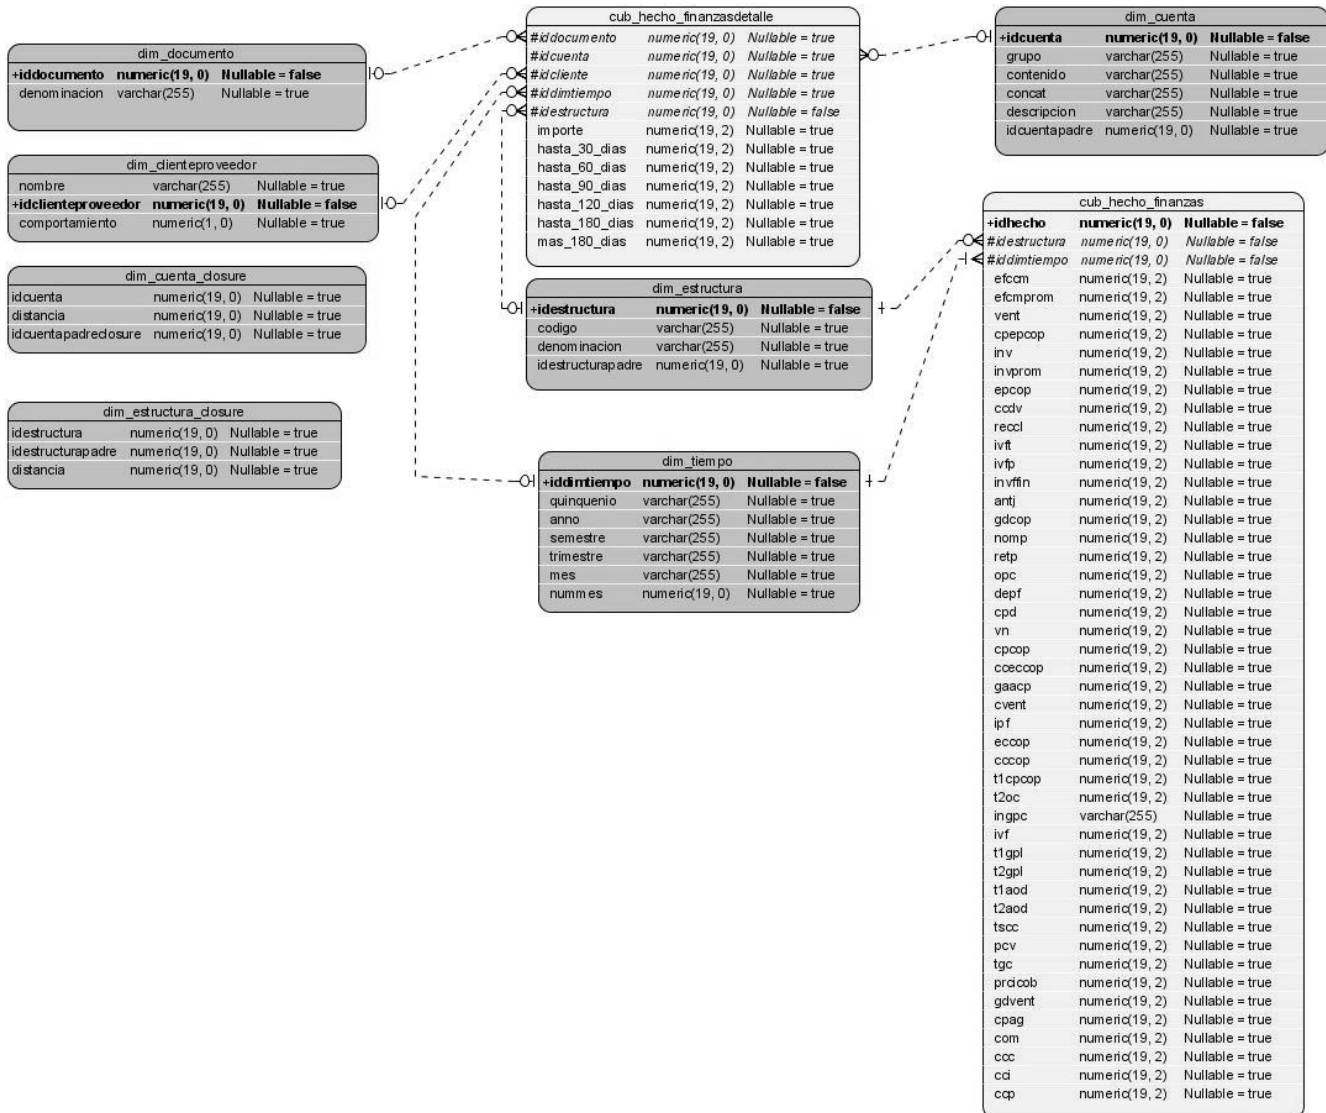 dim_documento
+iddocumento numeric(19, 0) Nullable = false
denominacion varchar(255) Nullable = true
dim_clienteproveedor
nombre varchar(255) Nullable = true
+idclienteproveedor numeric(19, 0) Nullable = false
comportamiento numeric(1, 0) Nullable = true
dim_cuenta_closure
idcuenta numeric(19, 0) Nullable = true
distancia numeric(19, 0) Nullable = true
idcuentapadreclosure numeric(19, 0) Nullable = true
dim_estructura_closure
idestructura numeric(19, 0) Nullable = true
idestructurapadre numeric(19, 0) Nullable = true
distancia numeric(19, 0) Nullable = true
cub_hecho_finanzasdetalle
#iddocumento numeric(19, 0) Nullable = true
#idcuenta numeric(19, 0) Nullable = true
#idcliente numeric(19, 0) Nullable = true
#iddimtiempo numeric(19, 0) Nullable = true
#idestructura numeric(19, 0) Nullable = false
importe numeric(19, 2) Nullable = true
hasta_30_dias numeric(19, 2) Nullable = true
hasta_60_dias numeric(19, 2) Nullable = true
hasta_90_dias numeric(19, 2) Nullable = true
hasta_120_dias numeric(19, 2) Nullable = true
hasta_180_dias numeric(19, 2) Nullable = true
mas_180_dias numeric(19, 2) Nullable = true
dim_estructura
+idestructura numeric(19, 0) Nullable = false
codigo varchar(255) Nullable = true
denominacion varchar(255) Nullable = true
idestructurapadre numeric(19, 0) Nullable = true
dim_tiempo
+iddimtiempo numeric(19, 0) Nullable = false
quinquenio varchar(255) Nullable = true
anno varchar(255) Nullable = true
semestre varchar(255) Nullable = true
trimestre varchar(255) Nullable = true
mes varchar(255) Nullable = true
nummes numeric(19, 0) Nullable = true
dim_cuenta
+idcuenta numeric(19, 0) Nullable = false
grupo varchar(255) Nullable = true
contenido varchar(255) Nullable = true
concat varchar(255) Nullable = true
descripcion varchar(255) Nullable = true
idcuentapadre numeric(19, 0) Nullable = true
cub_hecho_finanzas
+idhecho numeric(19, 0) Nullable = false
#idestructura numeric(19, 0) Nullable = false
#iddimtiempo numeric(19, 0) Nullable = false
efccm numeric(19, 2) Nullable = true
efcmprom numeric(19, 2) Nullable = true
vent numeric(19, 2) Nullable = true
cpepcop numeric(19, 2) Nullable = true
inv numeric(19, 2) Nullable = true
invprom numeric(19, 2) Nullable = true
epcop numeric(19, 2) Nullable = true
ccdv numeric(19, 2) Nullable = true
reccl numeric(19, 2) Nullable = true
ivft numeric(19, 2) Nullable = true
ivfp numeric(19, 2) Nullable = true
invffin numeric(19, 2) Nullable = true
antj numeric(19, 2) Nullable = true
gdcop numeric(19, 2) Nullable = true
nomp numeric(19, 2) Nullable = true
retp numeric(19, 2) Nullable = true
opc numeric(19, 2) Nullable = true
depf numeric(19, 2) Nullable = true
cpd numeric(19, 2) Nullable = true
vn numeric(19, 2) Nullable = true
cpcop numeric(19, 2) Nullable = true
cceccop numeric(19, 2) Nullable = true
gaacp numeric(19, 2) Nullable = true
cvent numeric(19, 2) Nullable = true
ipf numeric(19, 2) Nullable = true
eccop numeric(19, 2) Nullable = true
cccop numeric(19, 2) Nullable = true
t1cpcop numeric(19, 2) Nullable = true
t2oc numeric(19, 2) Nullable = true
ingpc varchar(255) Nullable = true
ivf numeric(19, 2) Nullable = true
t1gpl numeric(19, 2) Nullable = true
t2gpl numeric(19, 2) Nullable = true
t1aod numeric(19, 2) Nullable = true
t2aod numeric(19, 2) Nullable = true
tscc numeric(19, 2) Nullable = true
pcv numeric(19, 2) Nullable = true
tgc numeric(19, 2) Nullable = true
prcicob numeric(19, 2) Nullable = true
gdvent numeric(19, 2) Nullable = true
cpag numeric(19, 2) Nullable = true
com numeric(19, 2) Nullable = true
ccc numeric(19, 2) Nullable = true
cci numeric(19, 2) Nullable = true
ccp numeric(19, 2) Nullable = true